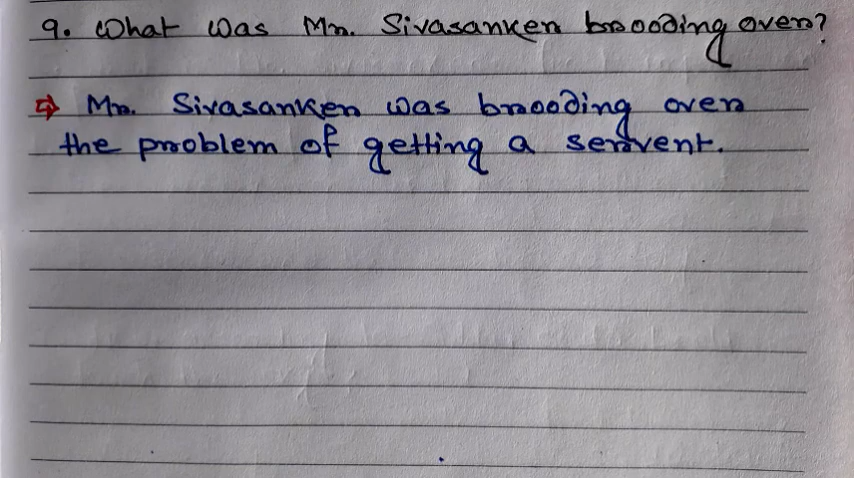 9. What was Mr. Sivasanker brooding over?
⇒ Mr. Sivasanker was brooding over
the problem of getting a servent.